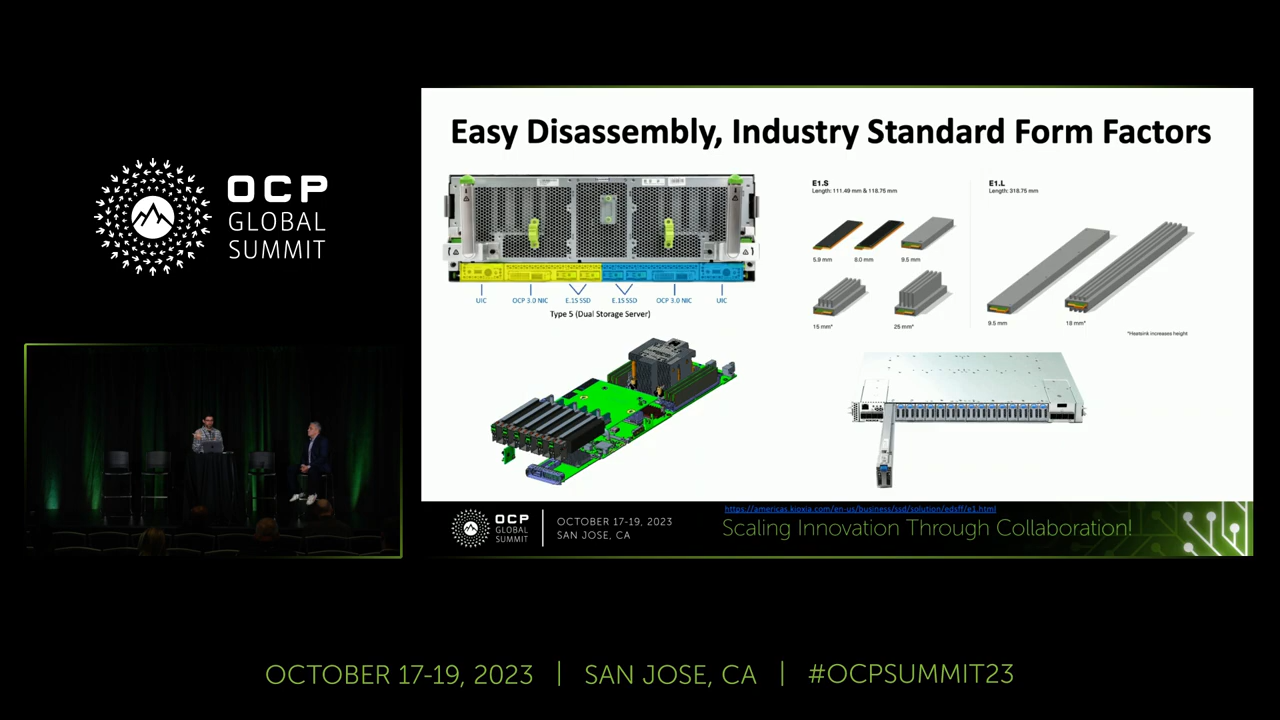 OCP
GLOBAL
SUMMIT
Easy Disassembly, Industry Standard Form Factors
UIC
OCP 3.0 NIC
E.1S SSD
E.1S SSD
OCP 3.0 NIC
UIC
Type 5 (Dual Storage Server)
E1.S
Length: 111.49 mm & 118.75 mm
5.9 mm
8.0 mm
9.5 mm
15 mm*
25 mm*
E1.L
Length: 318.75 mm
9.5 mm
18 mm*
*Heatsink increases height
OCP
GLOBAL
SUMMIT
OCTOBER 17-19, 2023
SAN JOSE, CA
https://americas.kioxia.com/en-us/business/ssd/solution/edsff/e1.html
Scaling Innovation Through Collaboration!
OCTOBER 17-19, 2023 | SAN JOSE, CA | #OCPSUMMIT23